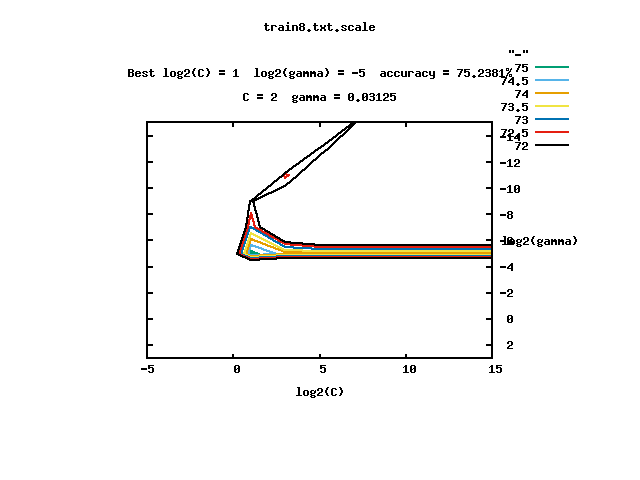 train8.txt.scale
"-"
Best log2(C) = 1  log2(gamma) = -5  accuracy = 75.2381%
C = 2  gamma = 0.03125
75
74.5
74
73.5
73
72.5
72
-14
-12
-10
-8
-6
log2(gamma)
-4
-2
0
2
-5 0 5 10 15
log2(C)